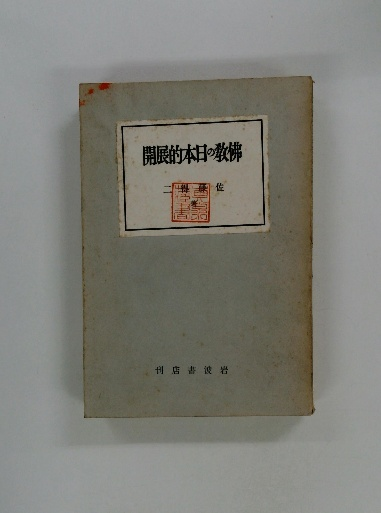 佛教の日本的展開
佐藤得二
著
岩波書店刊